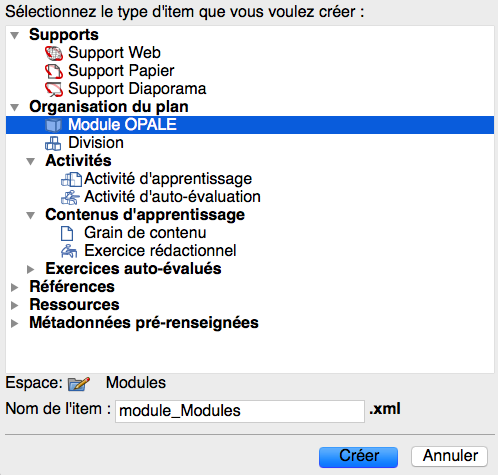 Sélectionnez le type d'item que vous voulez créer :
Supports
Support Web
Support Papier
Support Diaporama
Organisation du plan
Module OPALE
Division
Activités
Activité d'apprentissage
Activité d'auto-évaluation
Contenus d'apprentissage
Grain de contenu
Exercice rédactionnel
Exercices auto-évalués
Références
Ressources
Métadonnées pré-renseignées
Espace: Modules
Nom de l'item : module_Modules .xml
Créer Annuler